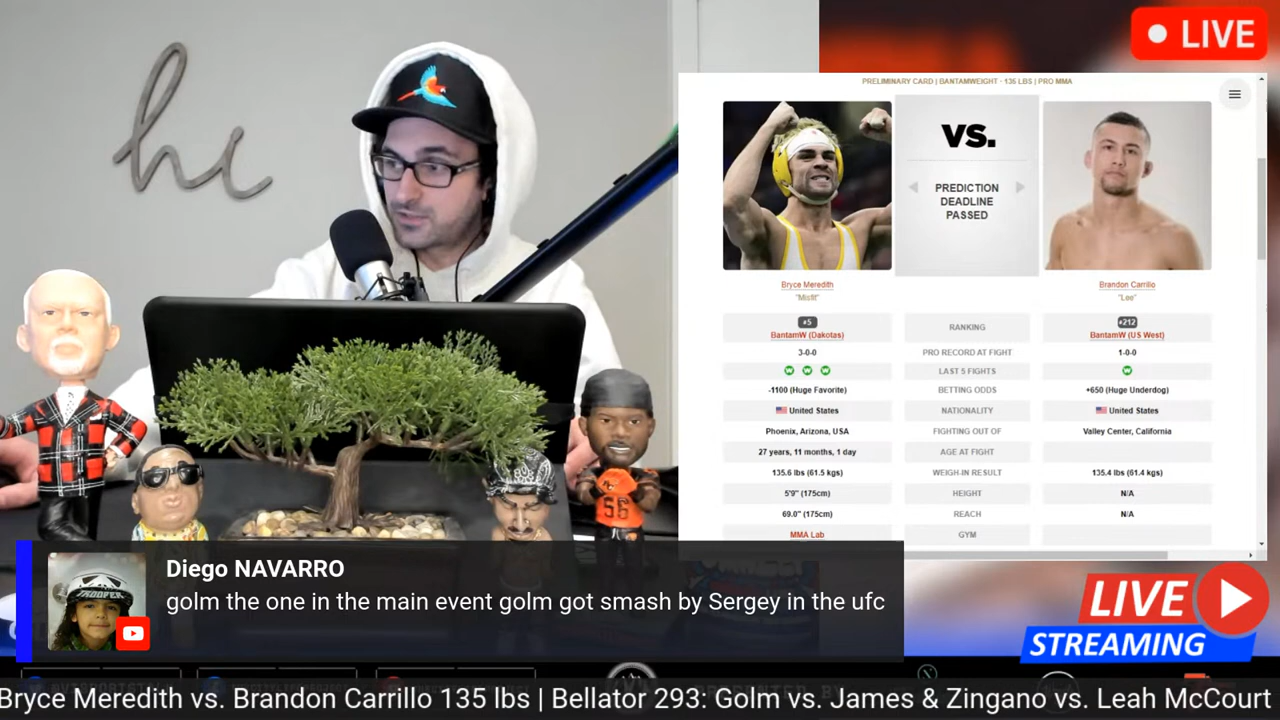 hi
LIVE
PRELIMINARY CARD | BANTAMWEIGHT · 135 LBS | PRO MMA
VS.
PREDICTION
DEADLINE
PASSED
Bryce Meredith
"Misfit"
Brandon Carrillo
"Lee"
#5
BantamW (Dakotas)
RANKING
#212
BantamW (US West)
3-0-0
PRO RECORD AT FIGHT
1-0-0
W W W
LAST 5 FIGHTS
W
-1100 (Huge Favorite)
BETTING ODDS
+650 (Huge Underdog)
United States
NATIONALITY
United States
Phoenix, Arizona, USA
FIGHTING OUT OF
Valley Center, California
27 years, 11 months, 1 day
AGE AT FIGHT
135.6 lbs (61.5 kgs)
WEIGH-IN RESULT
135.4 lbs (61.4 kgs)
5'9" (175cm)
HEIGHT
N/A
69.0" (175cm)
REACH
N/A
MMA Lab
GYM
56
TROOPER
Diego NAVARRO
golm the one in the main event golm got smash by Sergey in the ufc
LIVE
STREAMING
Bryce Meredith vs. Brandon Carrillo 135 lbs | Bellator 293: Golm vs. James & Zingano vs. Leah McCourt